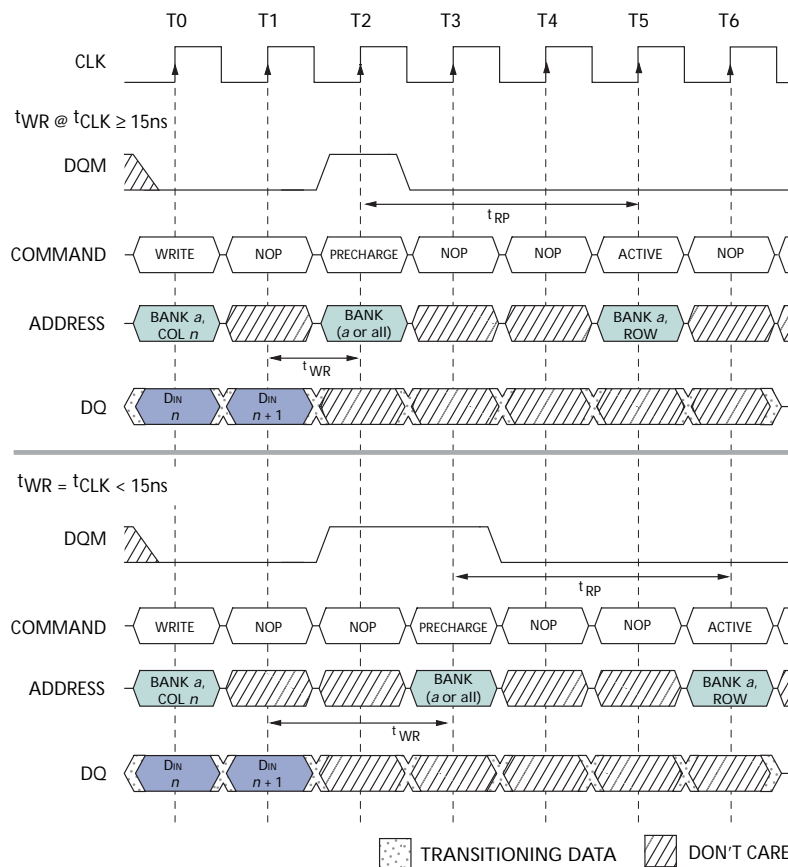 T0 T1 T2 T3 T4 T5 T6
CLK
tWR @ tCLK ≥ 15ns
DQM
tRP
COMMAND WRITE NOP PRECHARGE NOP NOP ACTIVE NOP
ADDRESS BANK a, COL n BANK (a or all) BANK a, ROW
tWR
DQ DIN n DIN n + 1
tWR = tCLK < 15ns
DQM
tRP
COMMAND WRITE NOP NOP PRECHARGE NOP NOP ACTIVE
ADDRESS BANK a, COL n BANK (a or all) BANK a, ROW
tWR
DQ DIN n DIN n + 1
TRANSITIONING DATA DON'T CARE